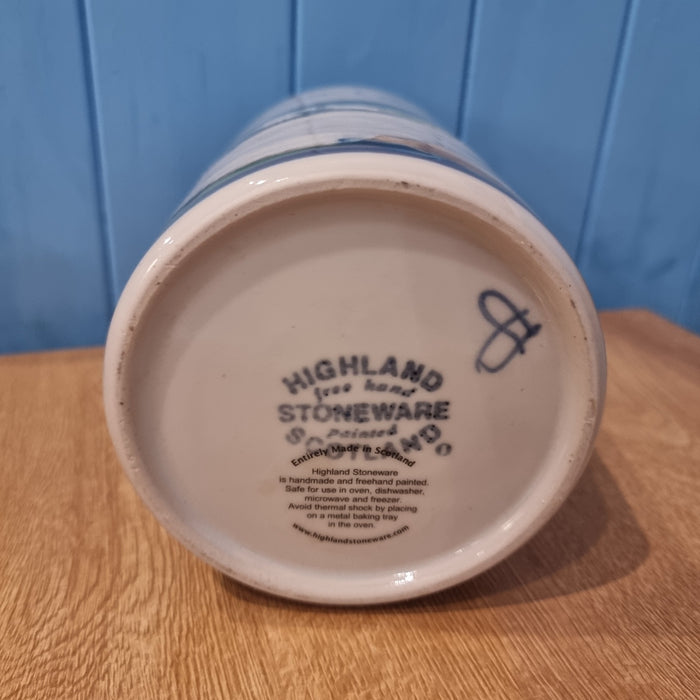 HIGHLAND
free hand
STONEWARE
painted
SCOTLAND
Entirely Made in Scotland
Highland Stoneware
is handmade and freehand painted.
Safe for use in oven, dishwasher,
microwave and freezer.
Avoid thermal shock by placing
on a metal baking tray
in the oven.
www.highlandstoneware.com